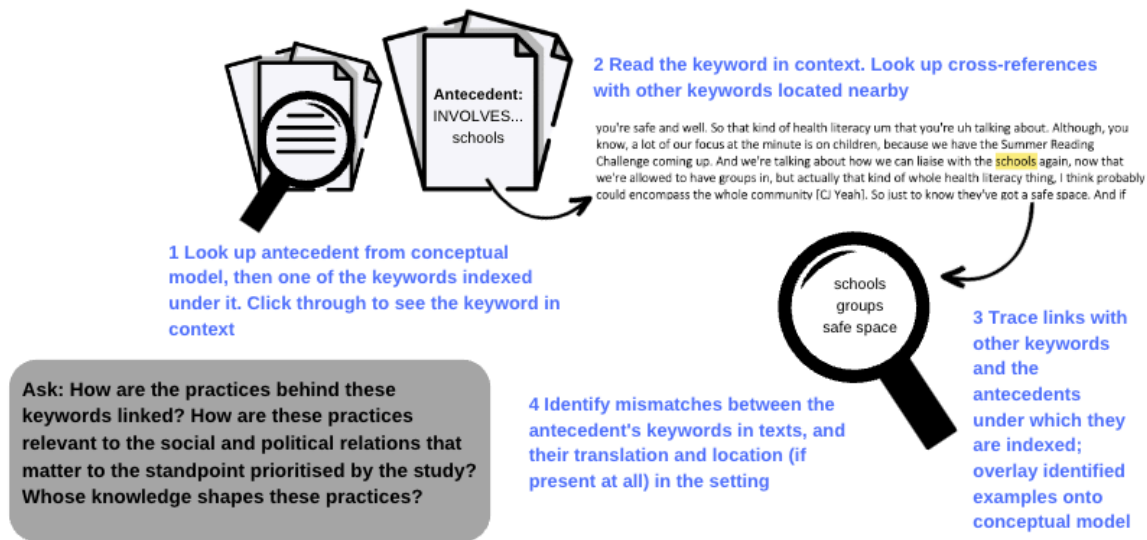 Antecedent:
INVOLVES...
schools
2 Read the keyword in context. Look up cross-references
with other keywords located nearby
you're safe and well. So that kind of health literacy um that you're uh talking about. Although, you
know, a lot of our focus at the minute is on children, because we have the Summer Reading
Challenge coming up. And we're talking about how we can liaise with the schools again, now that
we're allowed to have groups in, but actually that kind of whole health literacy thing, I think probably
could encompass the whole community [CJ Yeah]. So just to know they've got a safe space. And if
1 Look up antecedent from conceptual
model, then one of the keywords indexed
under it. Click through to see the keyword in
context
schools
groups
safe space
3 Trace links with
other keywords
and the
antecedents
under which they
are indexed;
overlay identified
examples onto
conceptual model
Ask: How are the practices behind these
keywords linked? How are these practices
relevant to the social and political relations that
matter to the standpoint prioritised by the study?
Whose knowledge shapes these practices?
4 Identify mismatches between the
antecedent's keywords in texts, and
their translation and location (if
present at all) in the setting